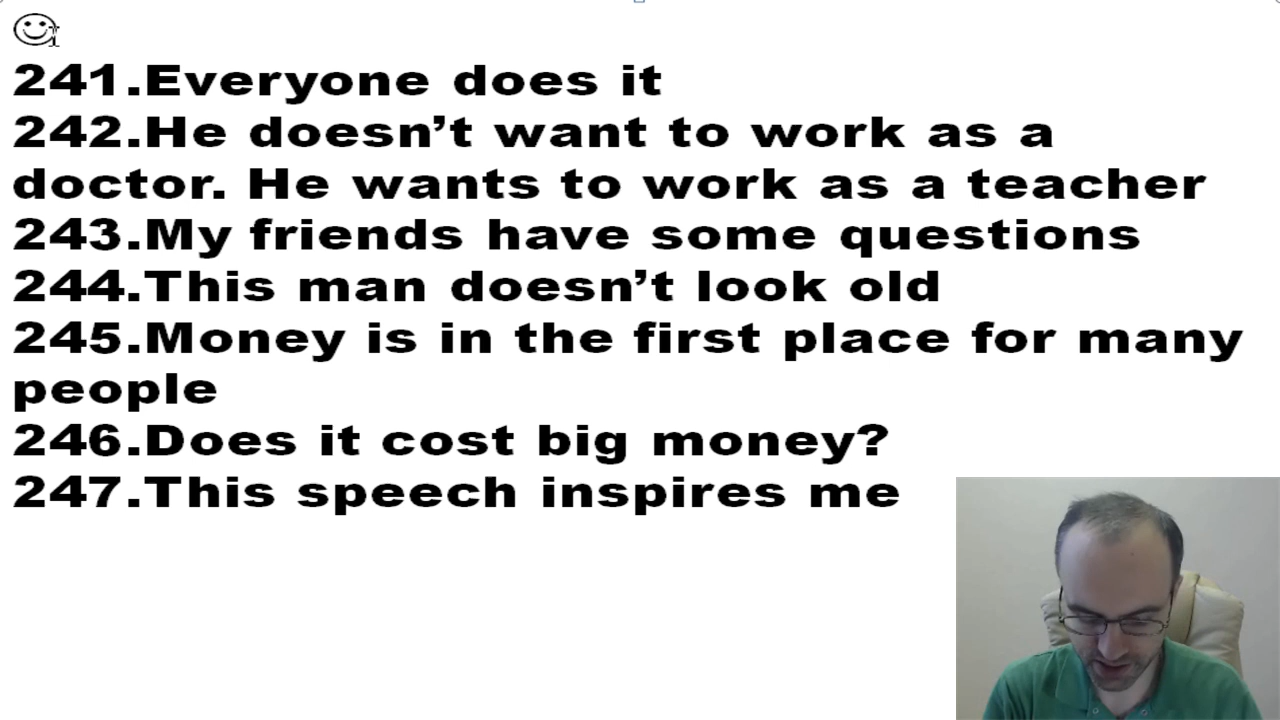 241.Everyone does it
242.He doesn’t want to work as a
doctor. He wants to work as a teacher
243.My friends have some questions
244.This man doesn’t look old
245.Money is in the first place for many
people
246.Does it cost big money?
247.This speech inspires me